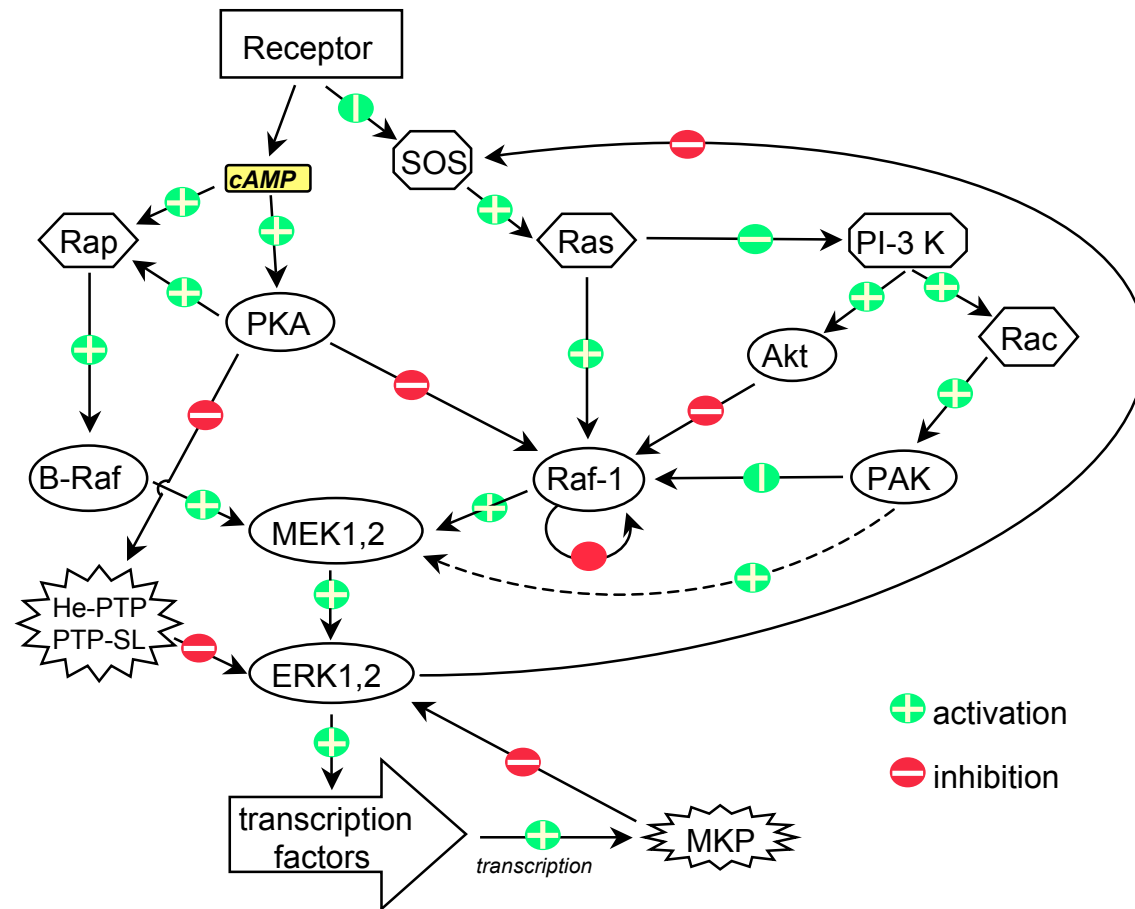 Receptor
SOS
cAMP
Rap
Ras
PI-3 K
PKA
Akt
Rac
B-Raf
Raf-1
PAK
MEK1,2
He-PTP
PTP-SL
ERK1,2
activation
inhibition
transcription
factors
transcription
MKP